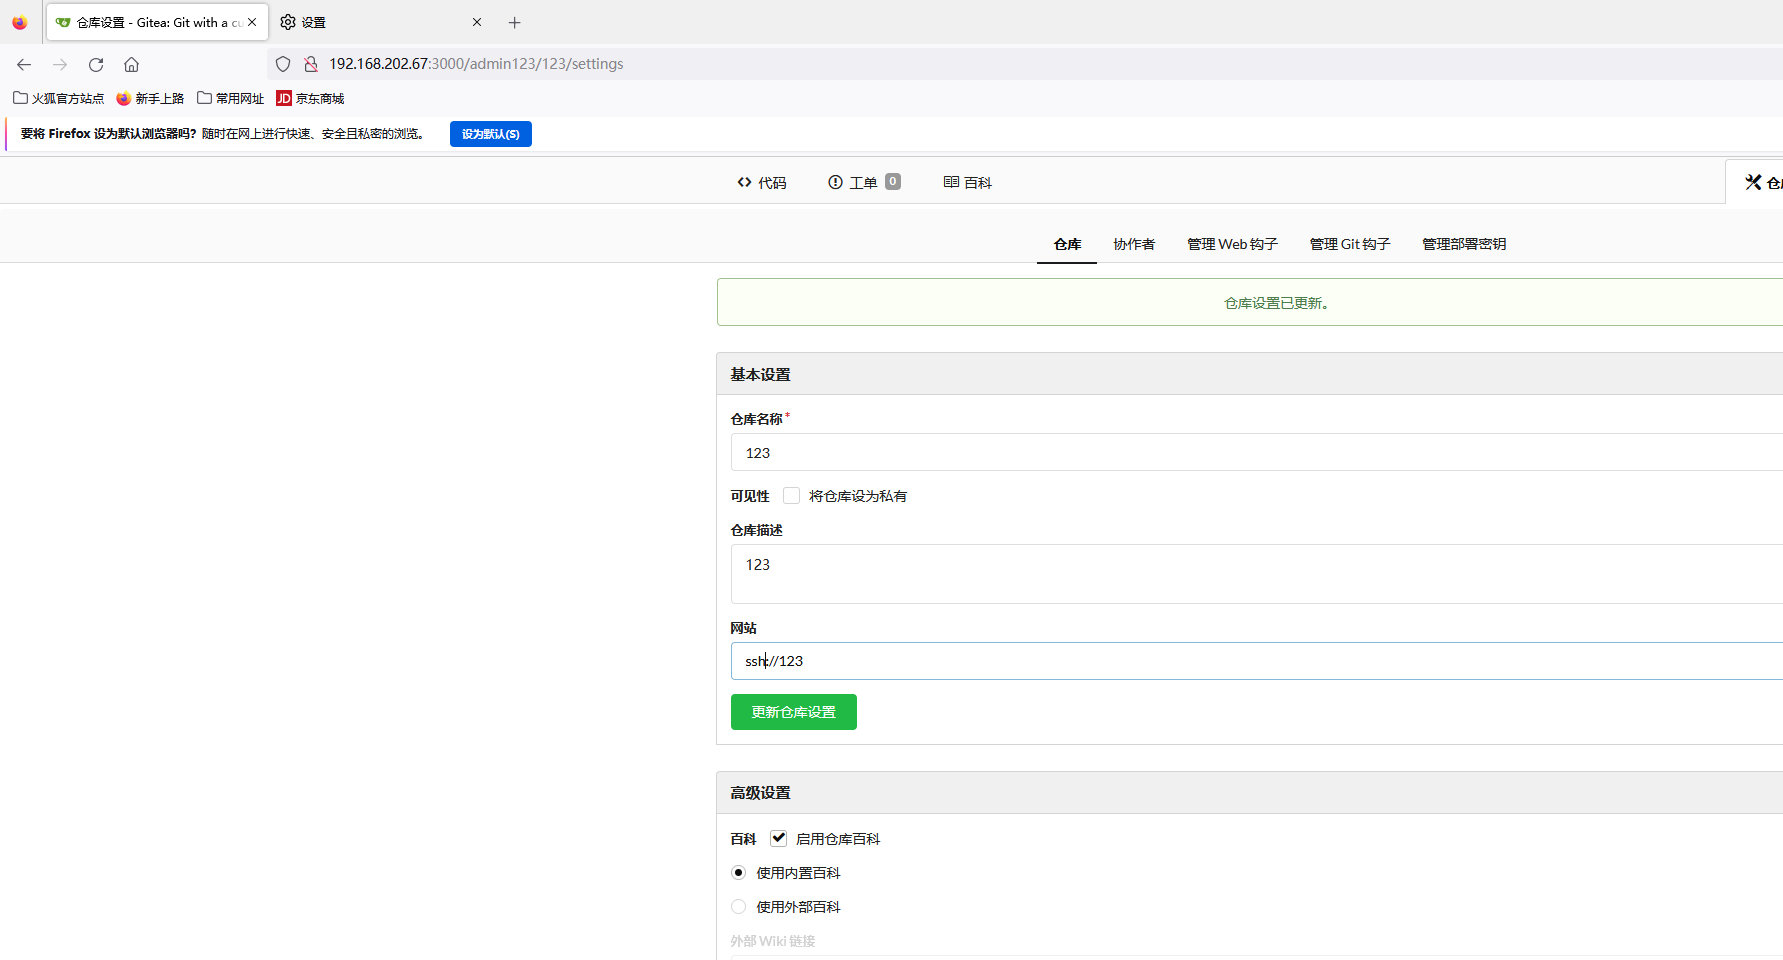 仓库设置 - Gitea: Git with a cu
设置
192.168.202.67:3000/admin123/123/settings
火狐官方站点 新手上路 常用网址 JD 京东商城
要将 Firefox 设为默认浏览器吗? 随时在网上进行快速、安全且私密的浏览。 设为默认(S)
代码 工单 0 百科 仓
仓库 协作者 管理 Web 钩子 管理 Git 钩子 管理部署密钥
仓库设置已更新。
基本设置
仓库名称*
123
可见性 将仓库设为私有
仓库描述
123
网站
ssh://123
更新仓库设置
高级设置
百科 启用仓库百科
使用内置百科
使用外部百科
外部 Wiki 链接